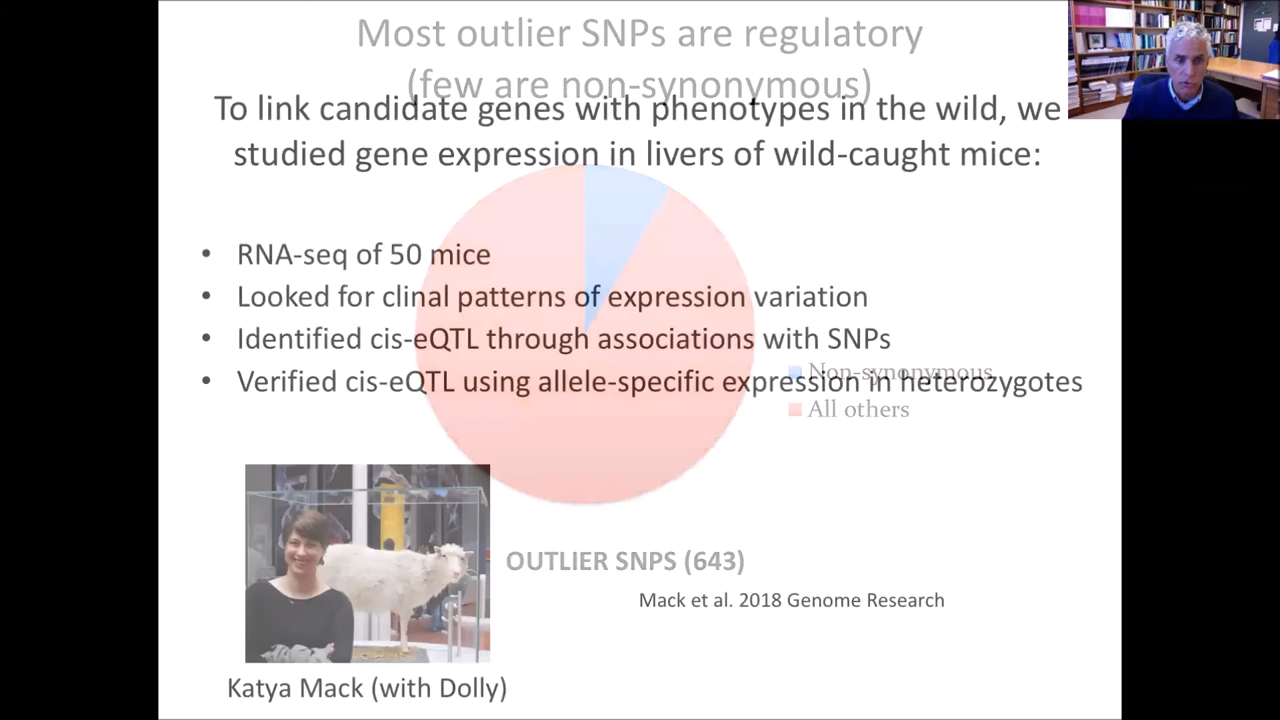 Most outlier SNPs are regulatory
(few are non-synonymous)
To link candidate genes with phenotypes in the wild, we
studied gene expression in livers of wild-caught mice:
• RNA-seq of 50 mice
• Looked for clinal patterns of expression variation
• Identified cis-eQTL through associations with SNPs
• Verified cis-eQTL using allele-specific expression in heterozygotes
Non-synonymous
All others
OUTLIER SNPS (643)
Mack et al. 2018 Genome Research
Katya Mack (with Dolly)